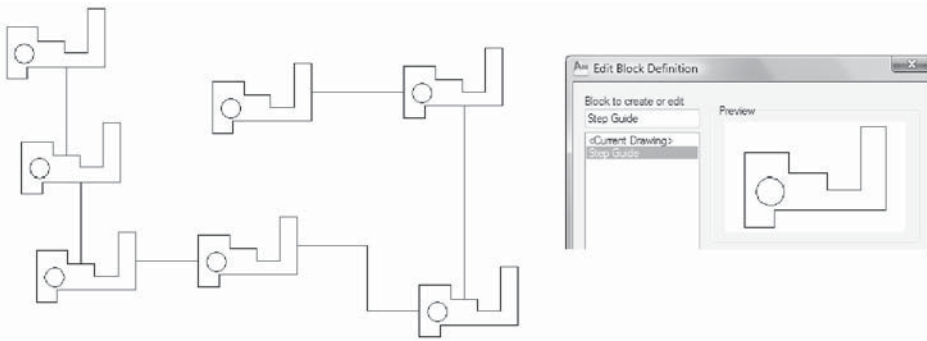 Edit Block Definition
Block to create or edit
Step Guide
<Current Drawing>
Step Guide
Preview